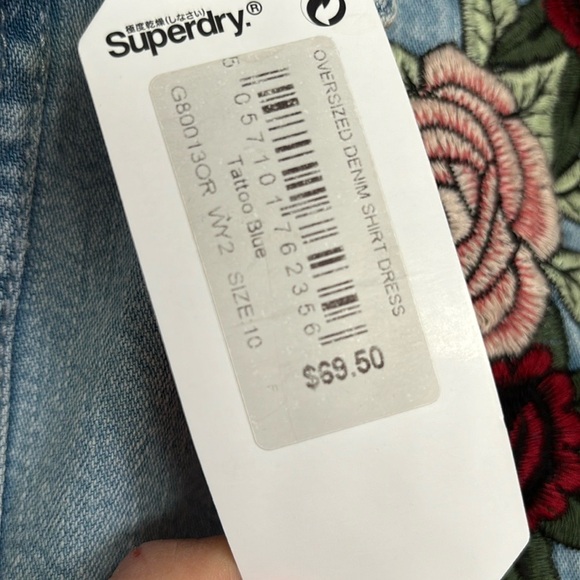 極度乾燥(しなさい)
Superdry.®
OVERSIZED DENIM SHIRT DRESS
5 057101 762356
Tattoo Blue
G80013OR WY2 SIZE:10
$69.50
F